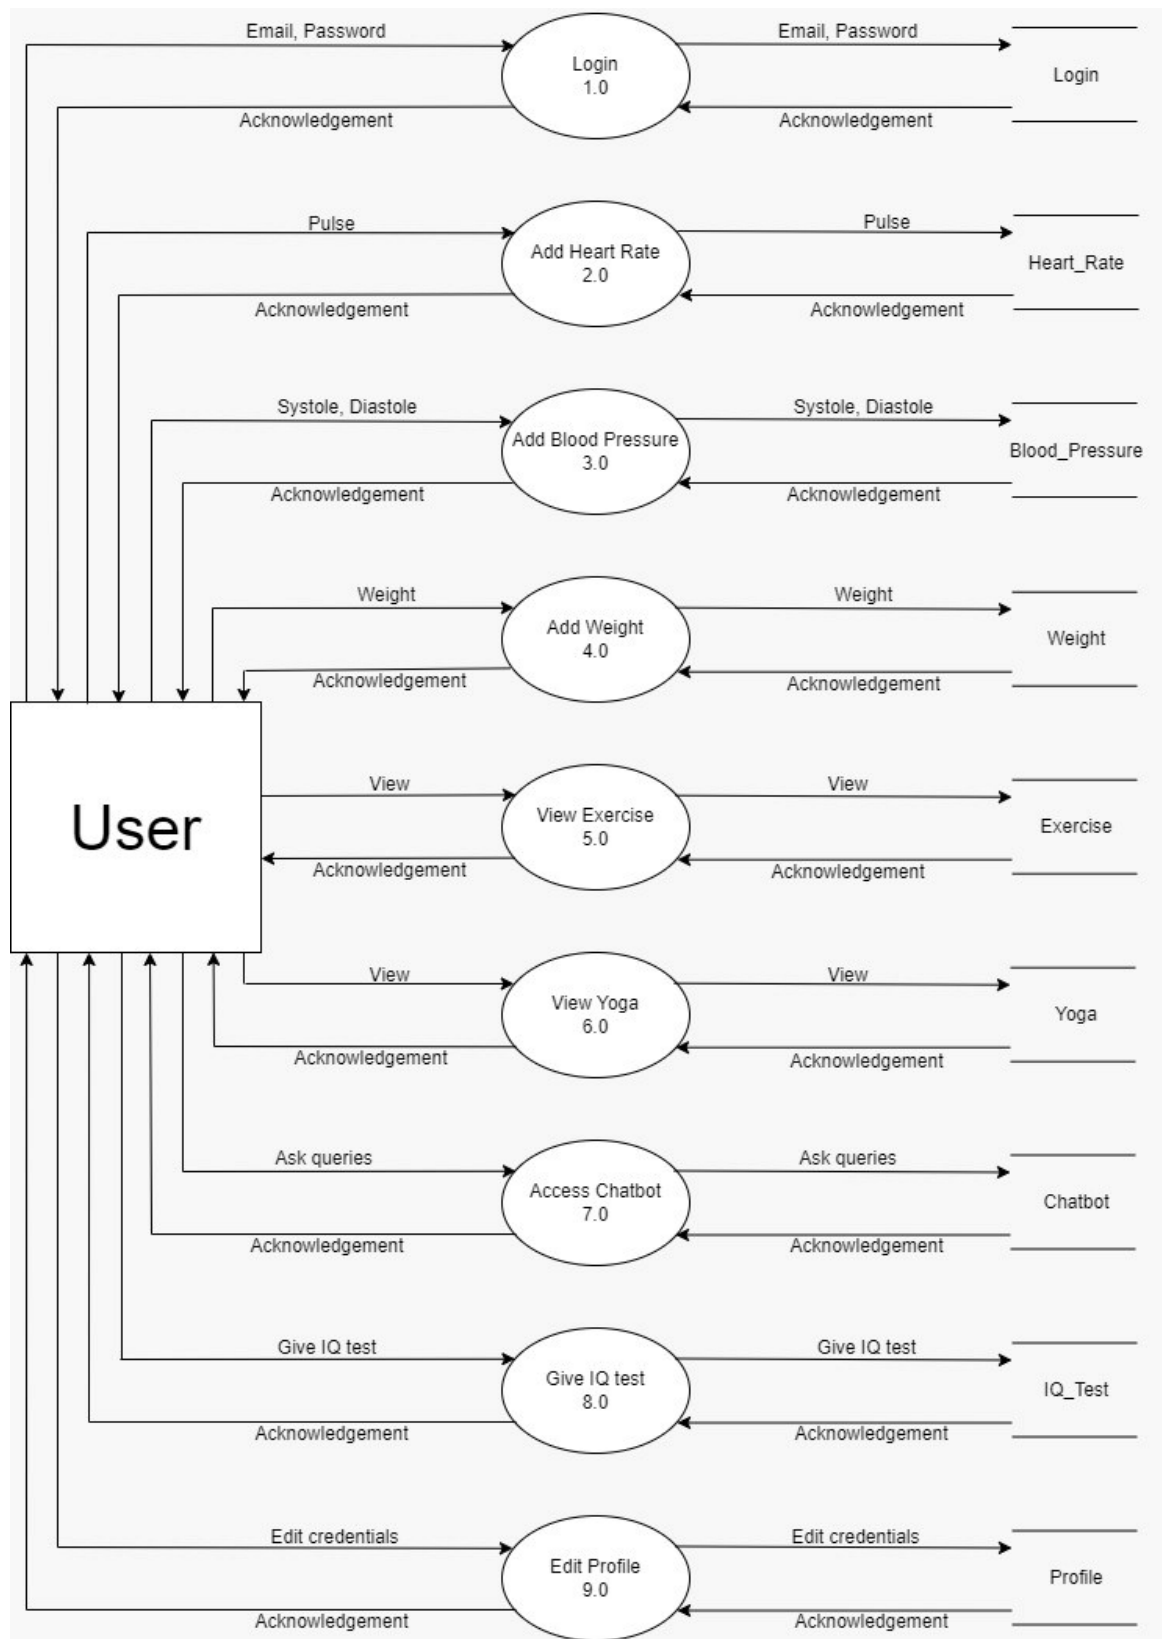 Email, Password
Email, Password
Login
1.0
Login
Acknowledgement
Acknowledgement
Pulse
Pulse
Add Heart Rate
2.0
Heart_Rate
Acknowledgement
Acknowledgement
Systole, Diastole
Systole, Diastole
Add Blood Pressure
3.0
Blood_Pressure
Acknowledgement
Acknowledgement
Weight
Weight
Add Weight
4.0
Weight
Acknowledgement
Acknowledgement
User
View
View
View Exercise
5.0
Exercise
Acknowledgement
Acknowledgement
View
View
View Yoga
6.0
Yoga
Acknowledgement
Acknowledgement
Ask queries
Ask queries
Access Chatbot
7.0
Chatbot
Acknowledgement
Acknowledgement
Give IQ test
Give IQ test
Give IQ test
8.0
IQ_Test
Acknowledgement
Acknowledgement
Edit credentials
Edit credentials
Edit Profile
9.0
Profile
Acknowledgement
Acknowledgement